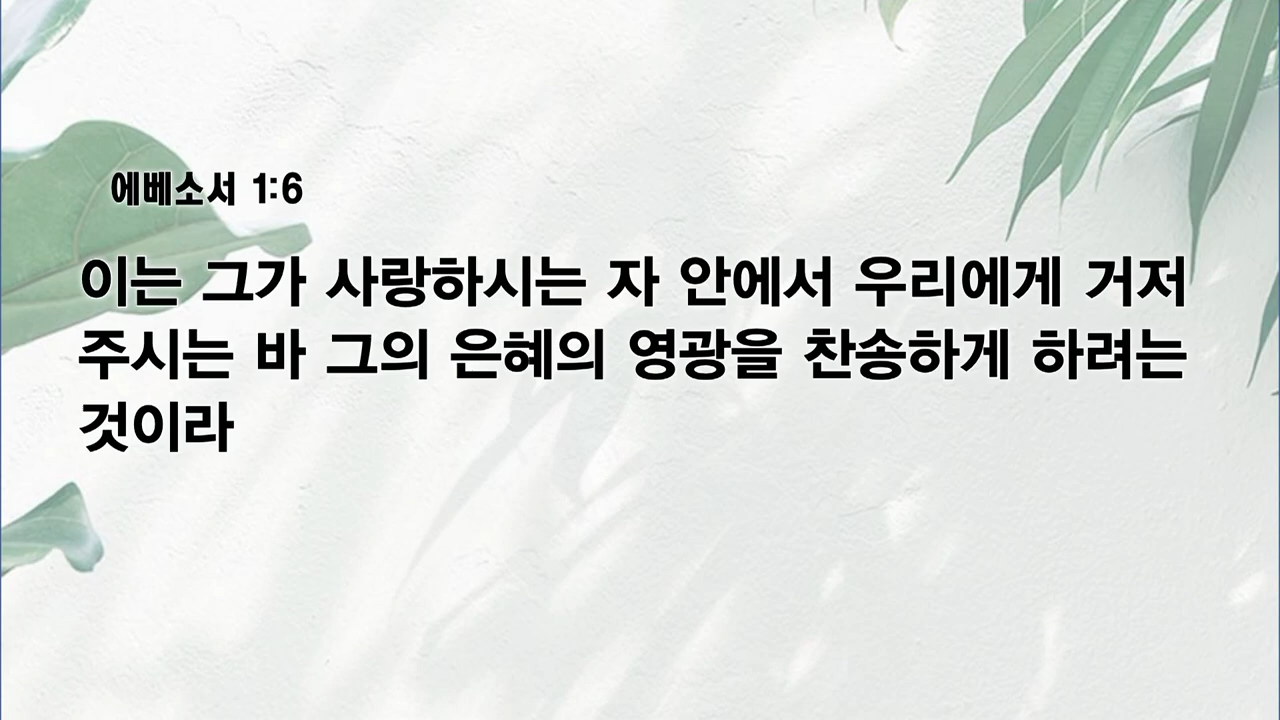 에베소서 1:6
이는 그가 사랑하시는 자 안에서 우리에게 거저
주시는 바 그의 은혜의 영광을 찬송하게 하려는
것이라